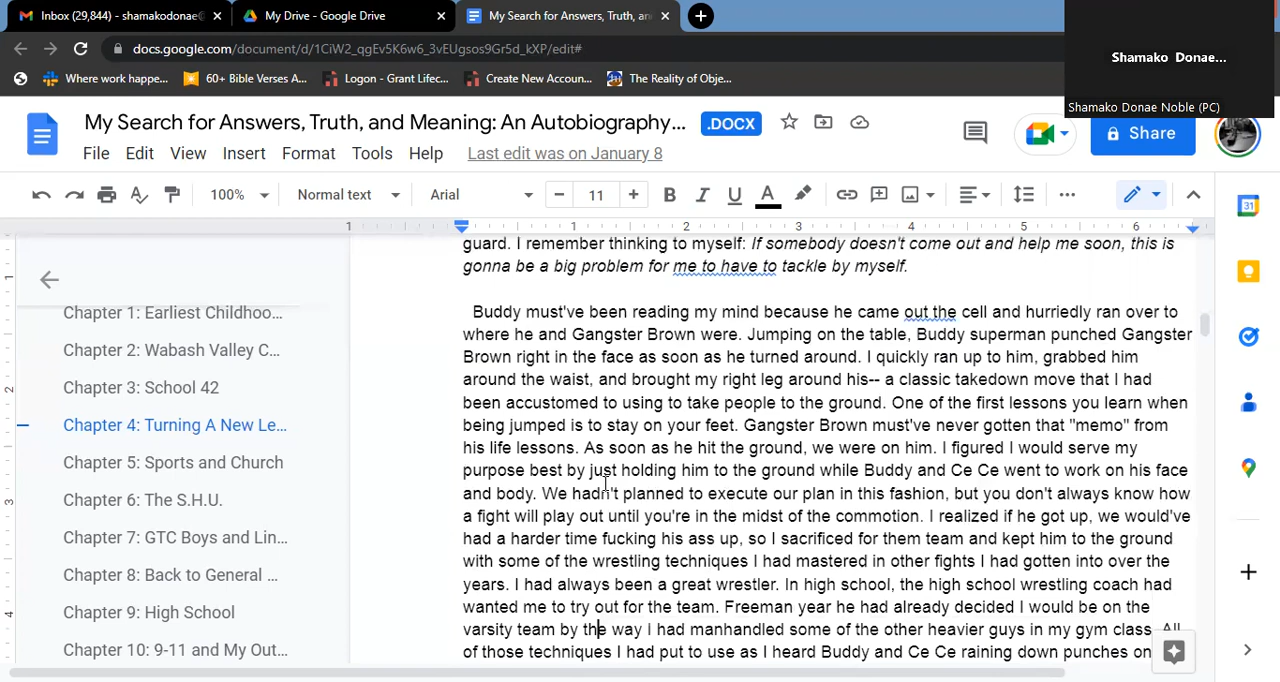 Inbox (29,844) - shamakodonae@
My Drive - Google Drive
My Search for Answers, Truth, an
docs.google.com/document/d/1CiW2_qgEv5K6w6_3vEUgsos9Gr5d_kXP/edit#
Where work happe...
60+ Bible Verses A...
Logon - Grant Lifec...
Create New Accoun...
The Reality of Obje...
Shamako Donae...
Shamako Donae Noble (PC)
My Search for Answers, Truth, and Meaning: An Autobiography...
.DOCX
Share
File Edit View Insert Format Tools Help Last edit was on January 8
100% Normal text Arial 11 B I U A
1 1 2 3 4 5 6
Chapter 1: Earliest Childhoo...
Chapter 2: Wabash Valley C...
Chapter 3: School 42
Chapter 4: Turning A New Le...
Chapter 5: Sports and Church
Chapter 6: The S.H.U.
Chapter 7: GTC Boys and Lin...
Chapter 8: Back to General ...
Chapter 9: High School
Chapter 10: 9-11 and My Out...
1
2
3
4
guard. I remember thinking to myself: If somebody doesn't come out and help me soon, this is
gonna be a big problem for me to have to tackle by myself.
Buddy must've been reading my mind because he came out the cell and hurriedly ran over to
where he and Gangster Brown were. Jumping on the table, Buddy superman punched Gangster
Brown right in the face as soon as he turned around. I quickly ran up to him, grabbed him
around the waist, and brought my right leg around his-- a classic takedown move that I had
been accustomed to using to take people to the ground. One of the first lessons you learn when
being jumped is to stay on your feet. Gangster Brown must've never gotten that "memo" from
his life lessons. As soon as he hit the ground, we were on him. I figured I would serve my
purpose best by just holding him to the ground while Buddy and Ce Ce went to work on his face
and body. We hadn't planned to execute our plan in this fashion, but you don't always know how
a fight will play out until you're in the midst of the commotion. I realized if he got up, we would've
had a harder time fucking his ass up, so I sacrificed for them team and kept him to the ground
with some of the wrestling techniques I had mastered in other fights I had gotten into over the
years. I had always been a great wrestler. In high school, the high school wrestling coach had
wanted me to try out for the team. Freeman year he had already decided I would be on the
varsity team by the way I had manhandled some of the other heavier guys in my gym class. All
of those techniques I had put to use as I heard Buddy and Ce Ce raining down punches on
31